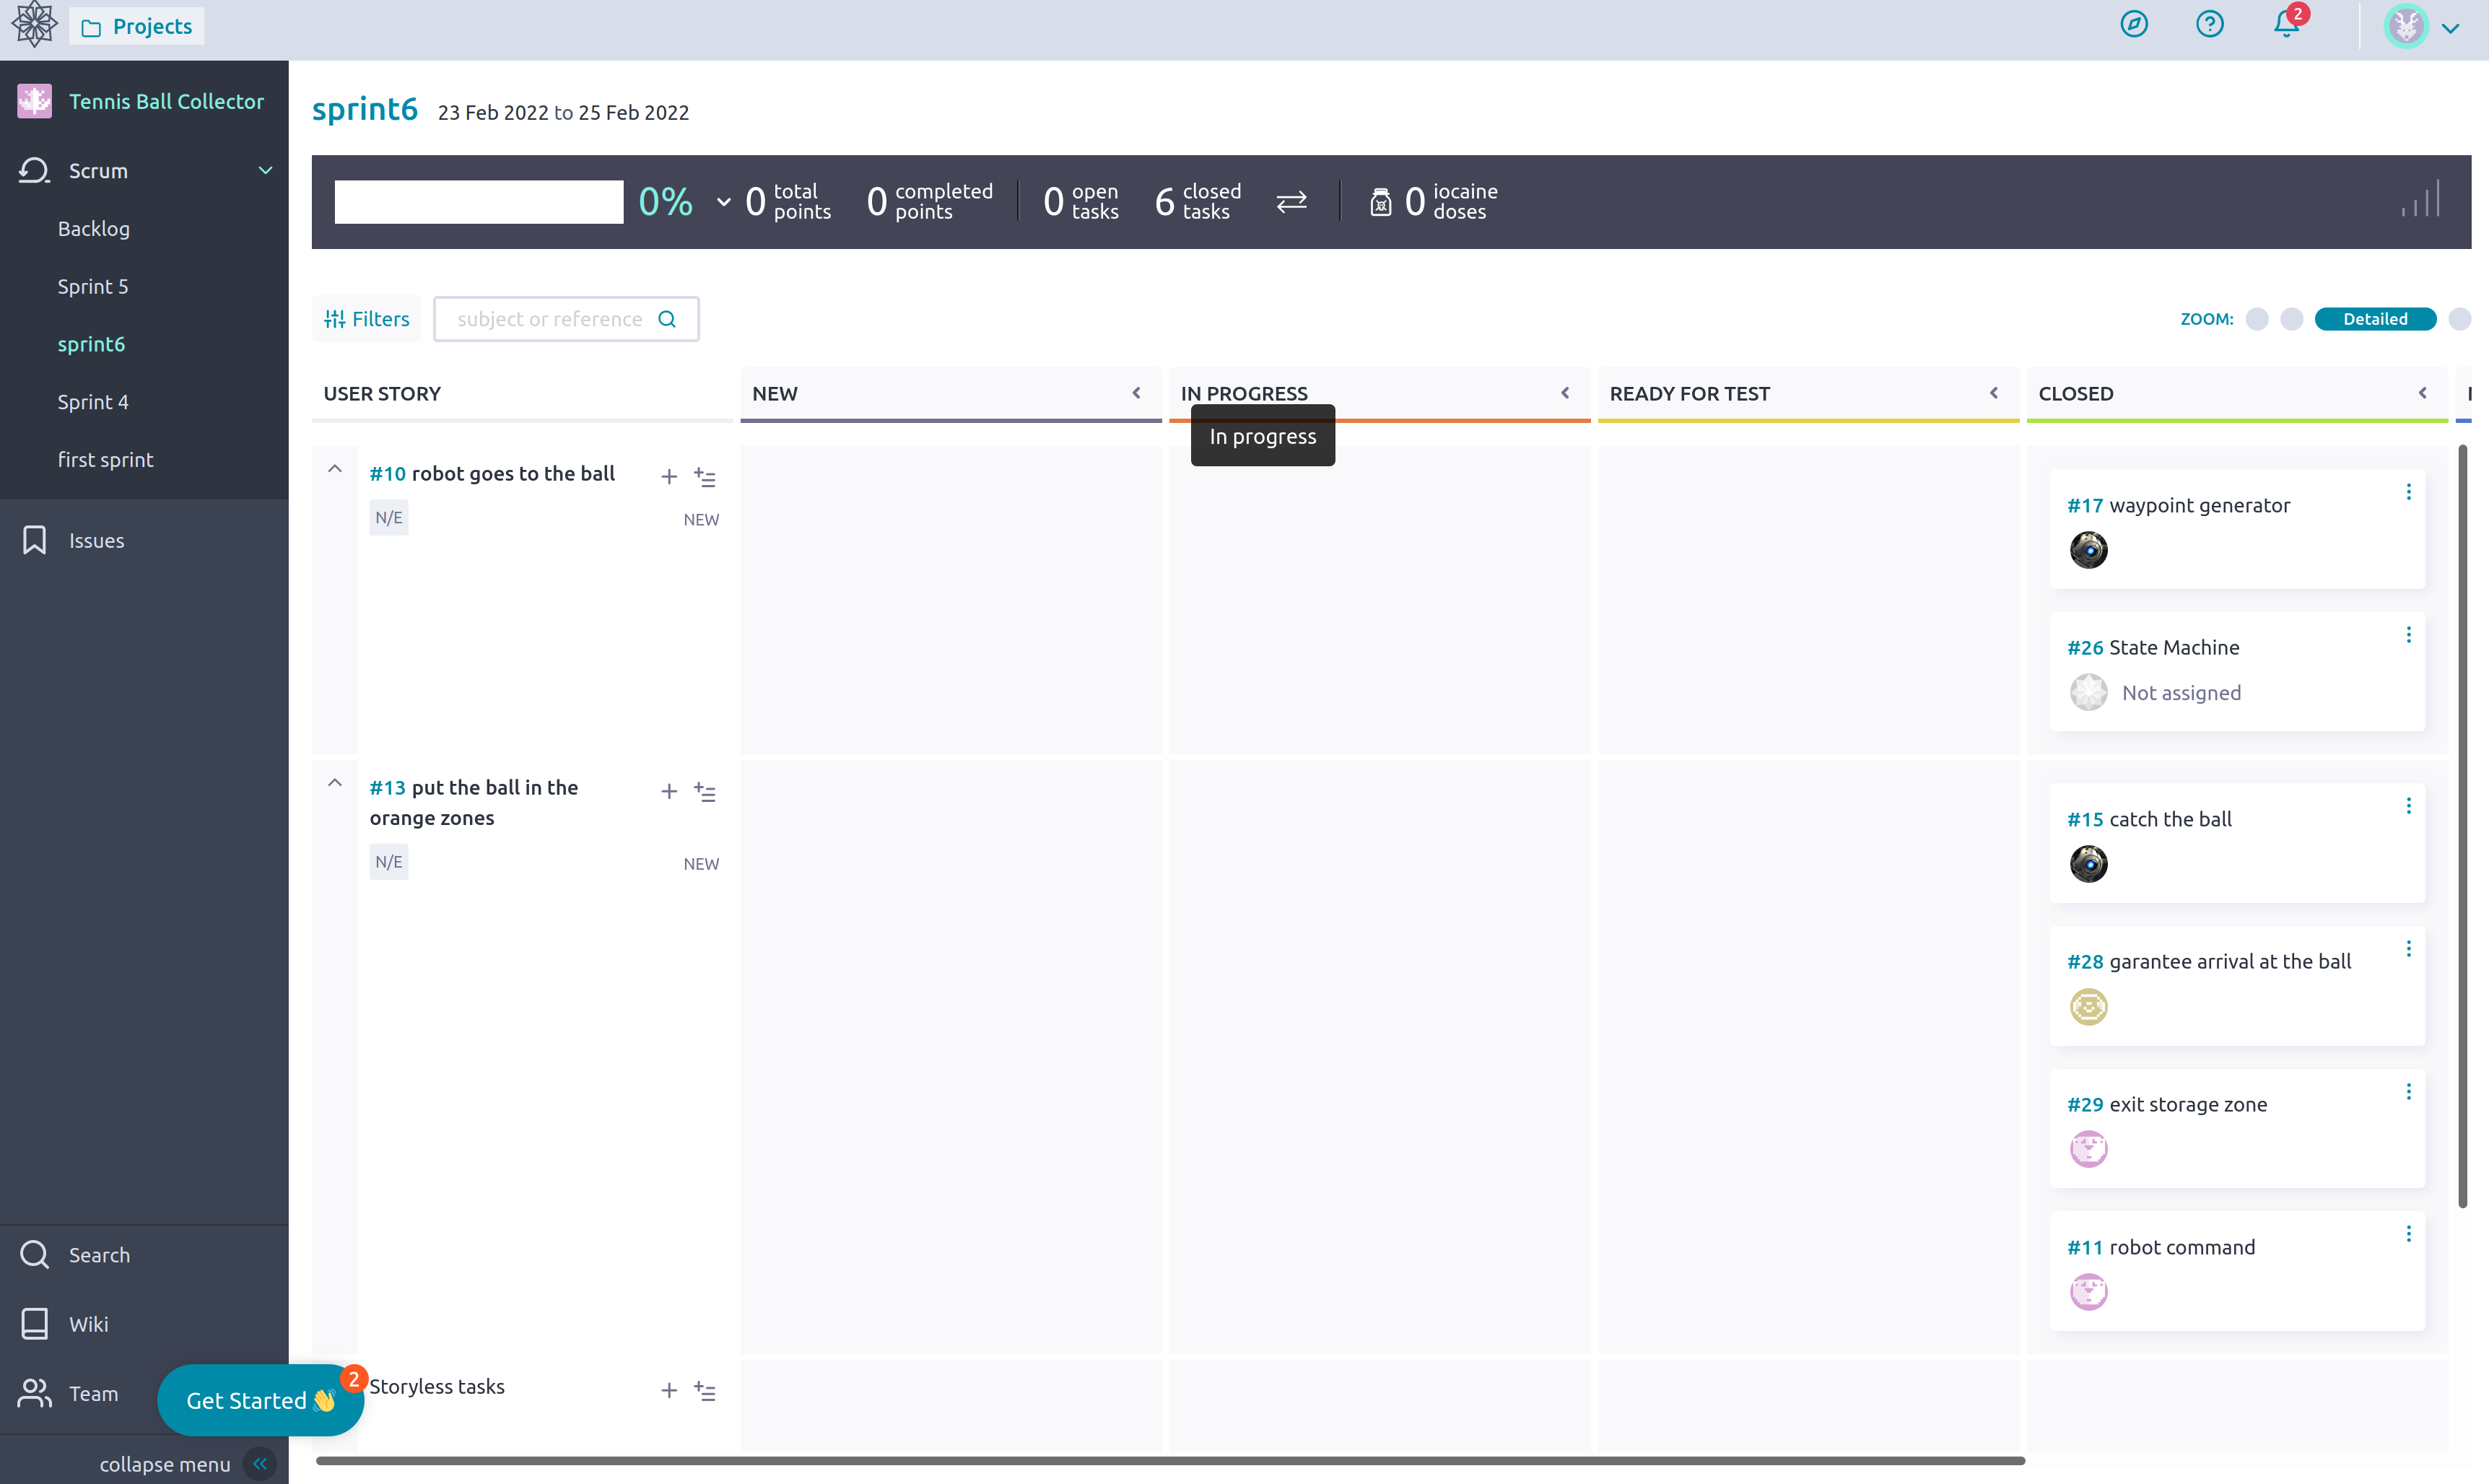 Projects
2
Tennis Ball Collector
Scrum
Backlog
Sprint 5
sprint6
Sprint 4
first sprint
Issues
Search
Wiki
Team
Get Started 👋
2
collapse menu
sprint6 23 Feb 2022 to 25 Feb 2022
0%
0 total points
0 completed points
0 open tasks
6 closed tasks
0 iocaine doses
Filters
subject or reference
ZOOM: Detailed
USER STORY
NEW
IN PROGRESS
READY FOR TEST
CLOSED
In progress
#10 robot goes to the ball
N/E
NEW
#17 waypoint generator
#26 State Machine
Not assigned
#13 put the ball in the
orange zones
N/E
NEW
#15 catch the ball
#28 garantee arrival at the ball
#29 exit storage zone
#11 robot command
Storyless tasks